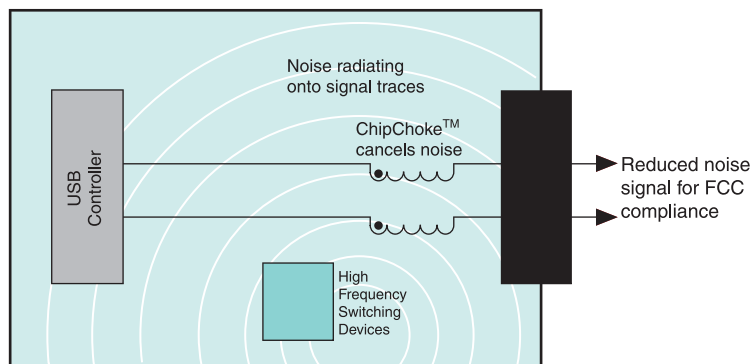 Noise radiating
onto signal traces
ChipChoke™
cancels noise
USB
Controller
Reduced noise
signal for FCC
compliance
High
Frequency
Switching
Devices